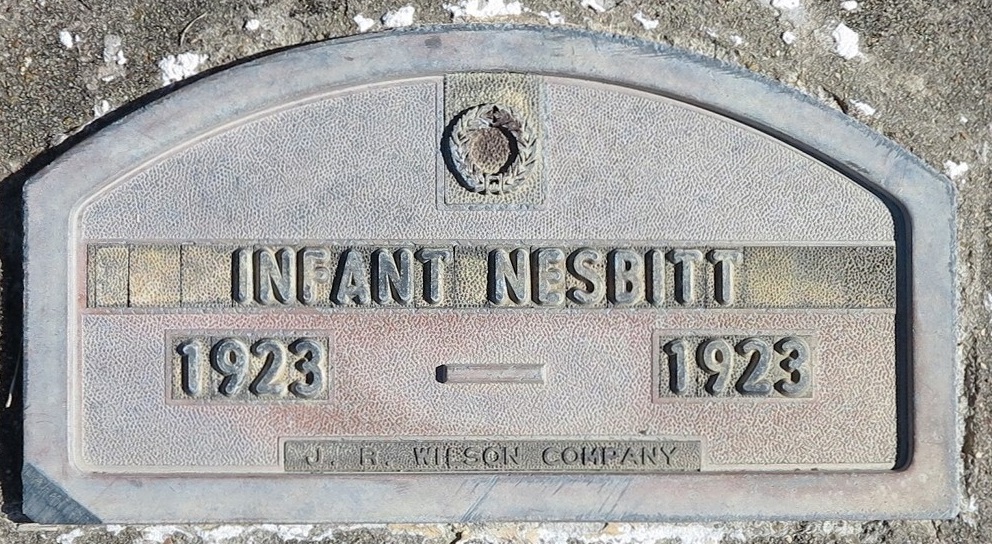 INFANT NESBITT
1923 – 1923
J. R. WILSON COMPANY